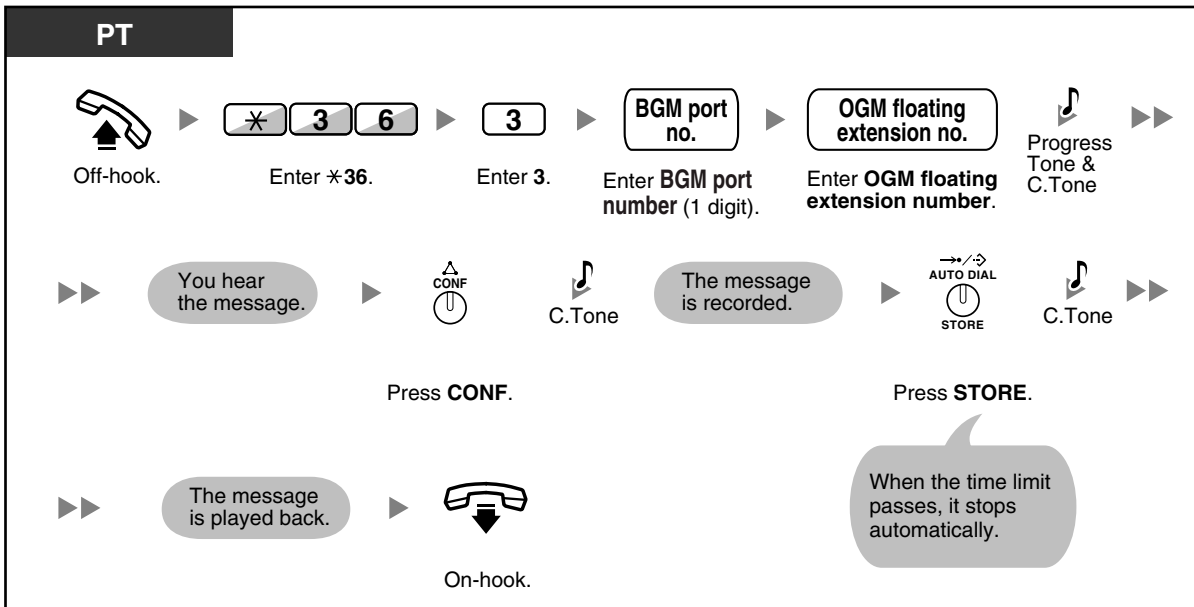 PT
✳ 3 6
3
BGM port
no.
OGM floating
extension no.
Progress
Tone &
C.Tone
Off-hook.
Enter ✳36.
Enter 3.
Enter BGM port
number (1 digit).
Enter OGM floating
extension number.
You hear
the message.
CONF
C.Tone
The message
is recorded.
AUTO DIAL
STORE
C.Tone
Press CONF.
Press STORE.
When the time limit
passes, it stops
automatically.
The message
is played back.
On-hook.